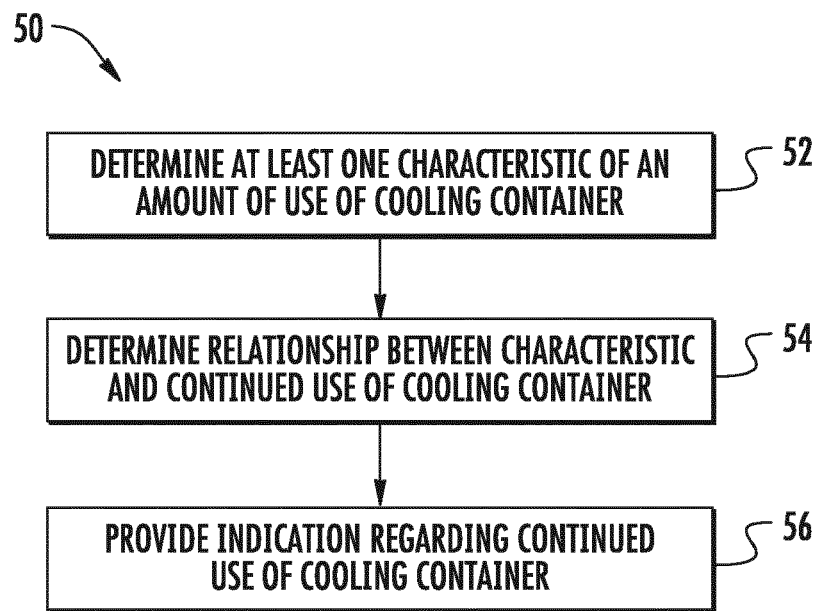 50
DETERMINE AT LEAST ONE CHARACTERISTIC OF AN
AMOUNT OF USE OF COOLING CONTAINER
52
DETERMINE RELATIONSHIP BETWEEN CHARACTERISTIC
AND CONTINUED USE OF COOLING CONTAINER
54
PROVIDE INDICATION REGARDING CONTINUED
USE OF COOLING CONTAINER
56